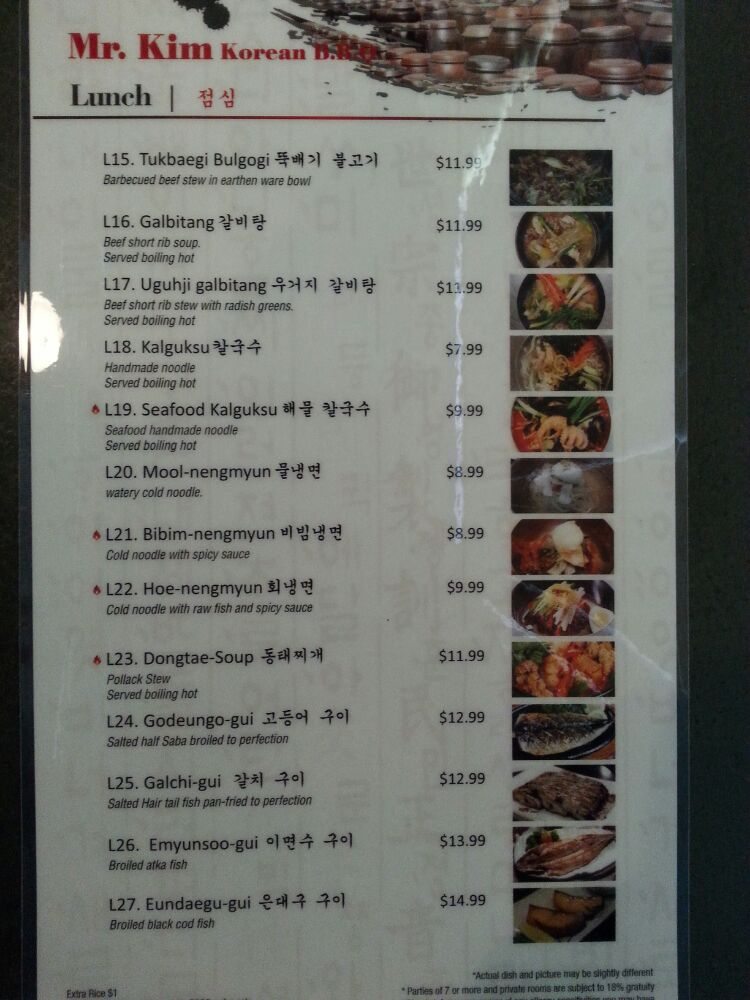 Mr. Kim Korean B.B.Q
Lunch | 점심
L15. Tukbaegi Bulgogi 뚝배기 불고기 $11.99
Barbecued beef stew in earthen ware bowl
L16. Galbitang 갈비탕 $11.99
Beef short rib soup.
Served boiling hot
L17. Uguhji galbitang 우거지 갈비탕 $11.99
Beef short rib stew with radish greens.
Served boiling hot
L18. Kalguksu 칼국수 $7.99
Handmade noodle
Served boiling hot
L19. Seafood Kalguksu 해물 칼국수 $9.99
Seafood handmade noodle
Served boiling hot
L20. Mool-nengmyun 물냉면 $8.99
watery cold noodle.
L21. Bibim-nengmyun 비빔냉면 $8.99
Cold noodle with spicy sauce
L22. Hoe-nengmyun 회냉면 $9.99
Cold noodle with raw fish and spicy sauce
L23. Dongtae-Soup 동태찌개 $11.99
Pollack Stew
Served boiling hot
L24. Godeungo-gui 고등어 구이 $12.99
Salted half Saba broiled to perfection
L25. Galchi-gui 갈치 구이 $12.99
Salted Hair tail fish pan-fried to perfection
L26. Emyunsoo-gui 이면수 구이 $13.99
Broiled atka fish
L27. Eundaegu-gui 은대구 구이 $14.99
Broiled black cod fish
*Actual dish and picture may be slightly different
Extra Rice $1
* Parties of 7 or more and private rooms are subject to 18% gratuity